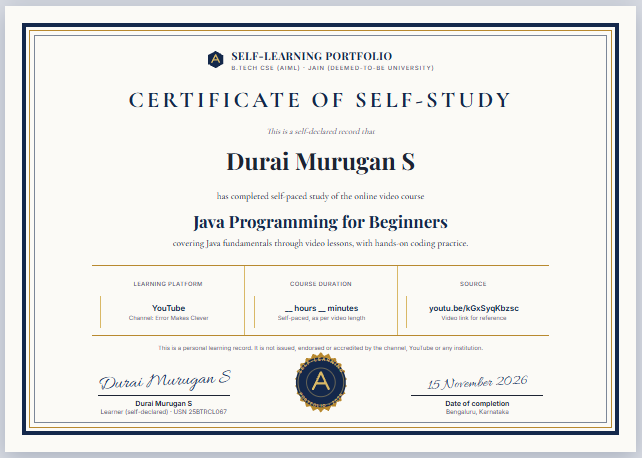 SELF-LEARNING PORTFOLIO
B.TECH CSE (AIML) · JAIN (DEEMED-TO-BE UNIVERSITY)
CERTIFICATE OF SELF-STUDY
This is a self-declared record that
Durai Murugan S
has completed self-paced study of the online video course
Java Programming for Beginners
covering Java fundamentals through video lessons, with hands-on coding practice.
LEARNING PLATFORM
YouTube
Channel: Error Makes Clever
COURSE DURATION
__ hours __ minutes
Self-paced, as per video length
SOURCE
youtu.be/kGxSyqKbzsc
Video link for reference
This is a personal learning record. It is not issued, endorsed or accredited by the channel, YouTube or any institution.
Durai Murugan S
Durai Murugan S
Learner (self-declared) · USN 25BTRCL067
A
15 November 2026
Date of completion
Bengaluru, Karnataka